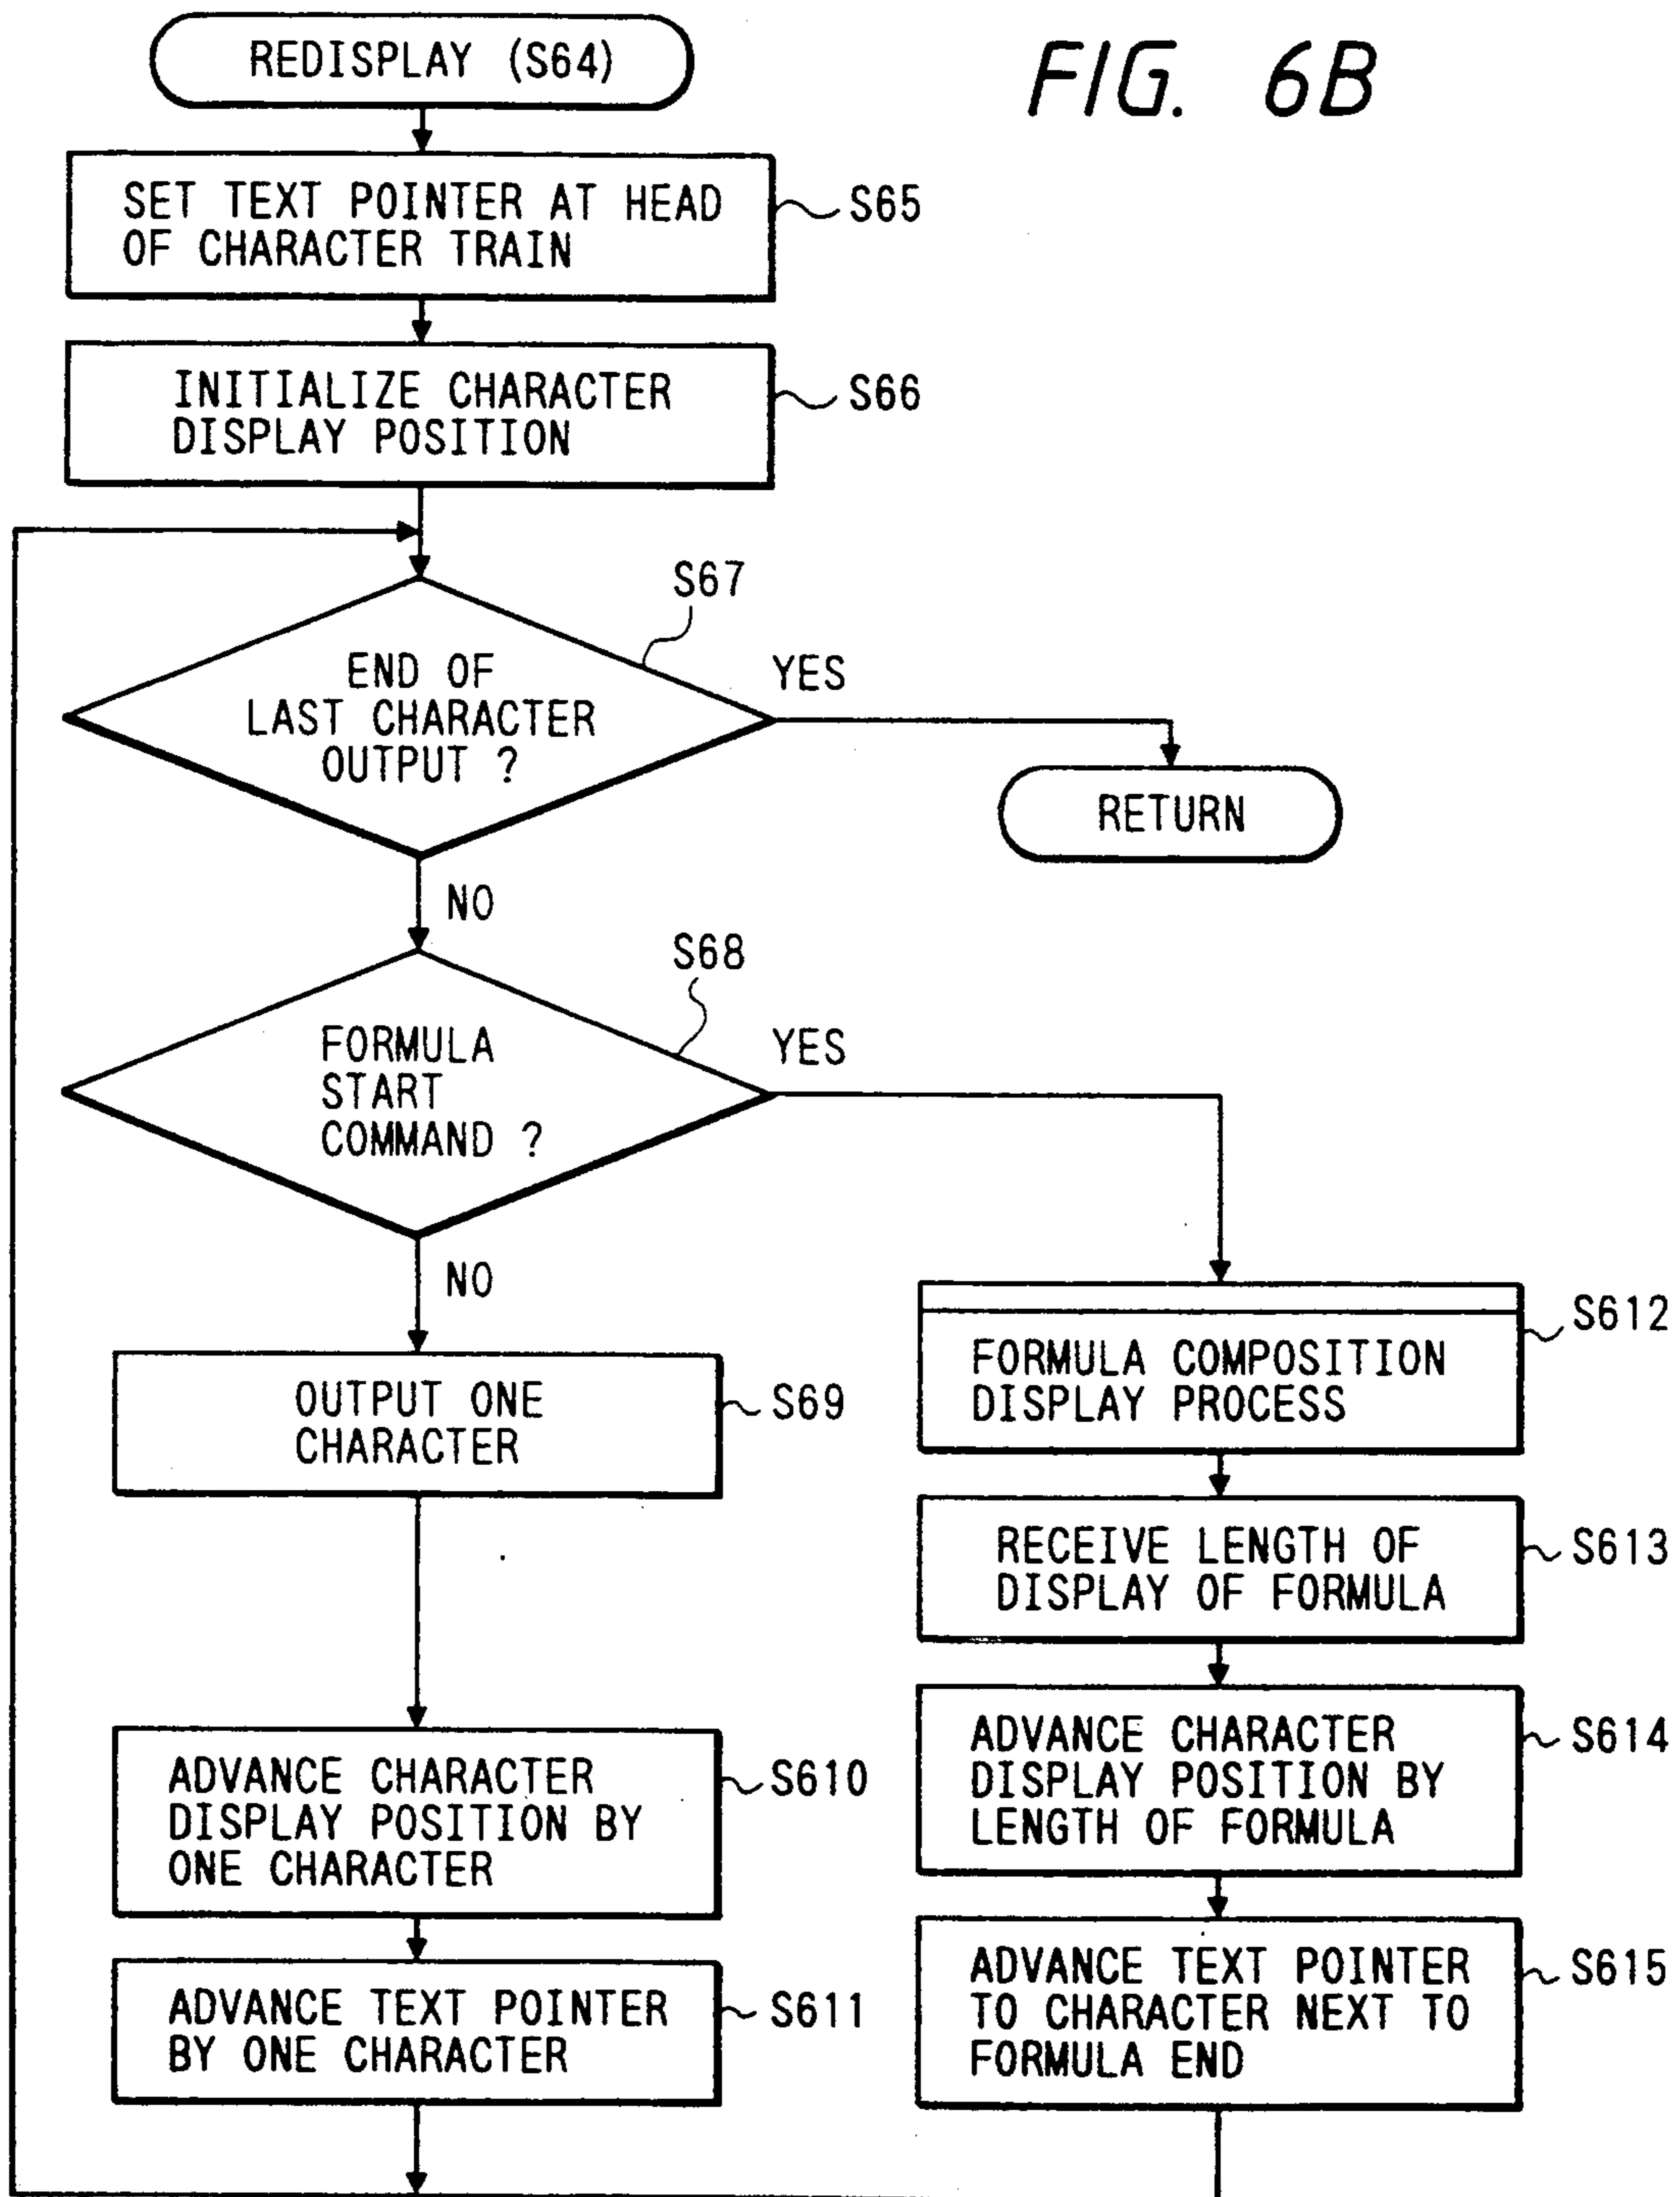 REDISPLAY (S64)
FIG. 6B
SET TEXT POINTER AT HEAD
OF CHARACTER TRAIN
S65
INITIALIZE CHARACTER
DISPLAY POSITION
S66
S67
END OF
LAST CHARACTER
OUTPUT ?
YES
RETURN
NO
S68
FORMULA
START
COMMAND ?
YES
NO
OUTPUT ONE
CHARACTER
S69
ADVANCE CHARACTER
DISPLAY POSITION BY
ONE CHARACTER
S610
ADVANCE TEXT POINTER
BY ONE CHARACTER
S611
FORMULA COMPOSITION
DISPLAY PROCESS
S612
RECEIVE LENGTH OF
DISPLAY OF FORMULA
S613
ADVANCE CHARACTER
DISPLAY POSITION BY
LENGTH OF FORMULA
S614
ADVANCE TEXT POINTER
TO CHARACTER NEXT TO
FORMULA END
S615